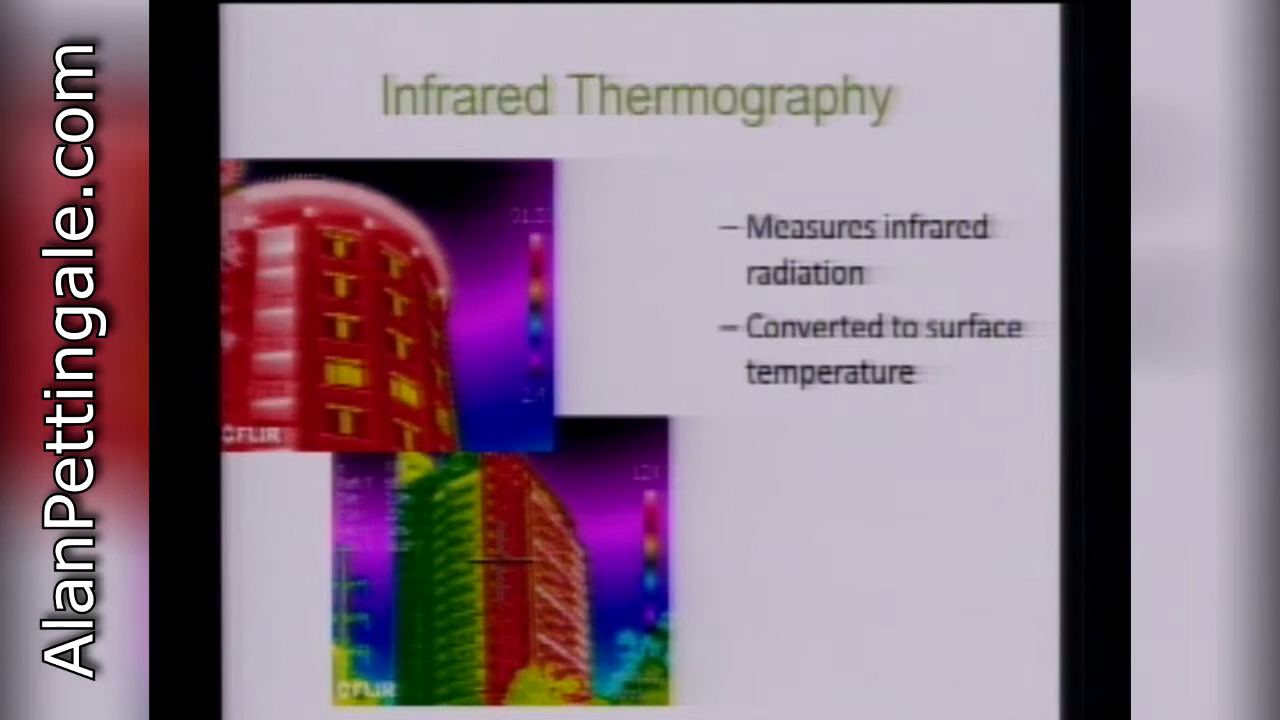 AlanPettingale.com
Infrared Thermography
– Measures infrared
radiation
– Converted to surface
temperature
FLIR
FLIR